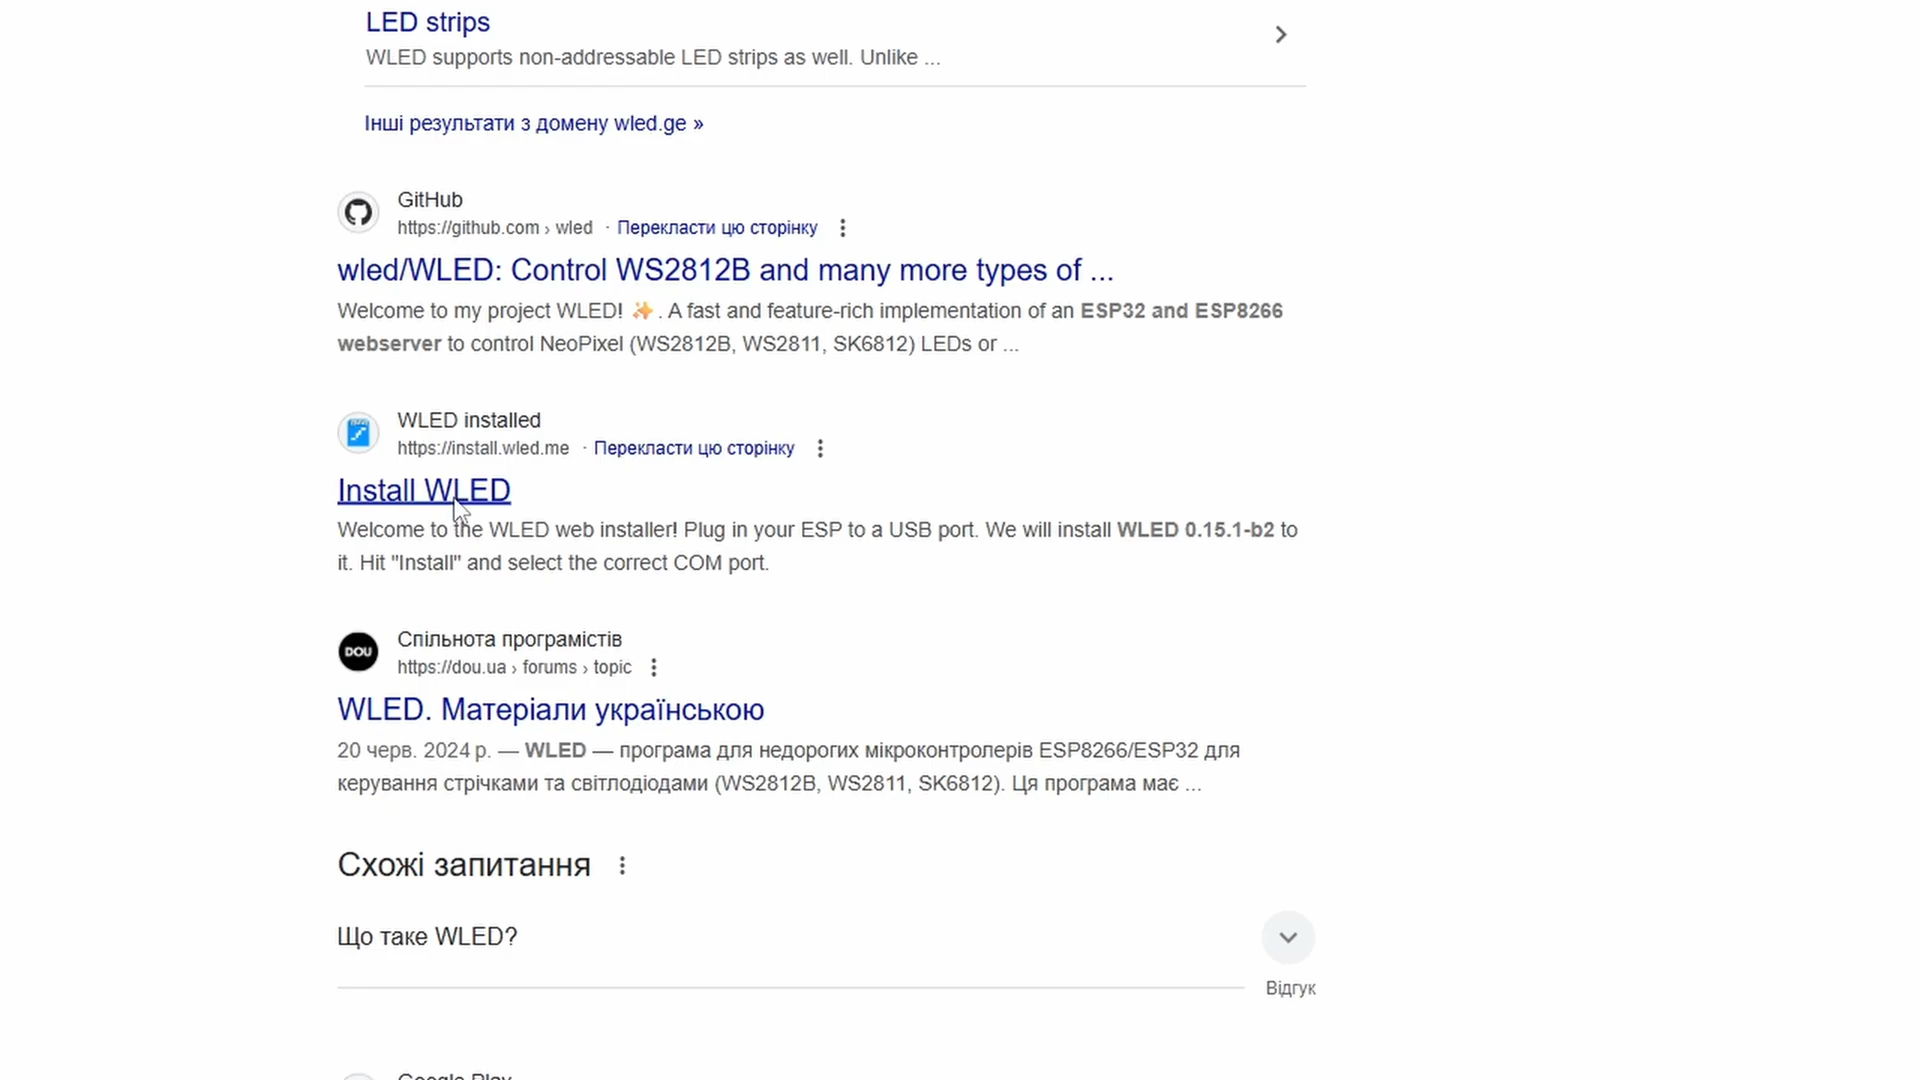 LED strips
WLED supports non-addressable LED strips as well. Unlike ...
Інші результати з домену wled.ge »
GitHub
https://github.com › wled · Перекласти цю сторінку
wled/WLED: Control WS2812B and many more types of ...
Welcome to my project WLED! ✨ . A fast and feature-rich implementation of an ESP32 and ESP8266
webserver to control NeoPixel (WS2812B, WS2811, SK6812) LEDs or ...
WLED installed
https://install.wled.me · Перекласти цю сторінку
Install WLED
Welcome to the WLED web installer! Plug in your ESP to a USB port. We will install WLED 0.15.1-b2 to
it. Hit "Install" and select the correct COM port.
DOU
Спільнота програмістів
https://dou.ua › forums › topic
WLED. Матеріали українською
20 черв. 2024 р. — WLED — програма для недорогих мікроконтролерів ESP8266/ESP32 для
керування стрічками та світлодіодами (WS2812B, WS2811, SK6812). Ця програма має ...
Схожі запитання
Що таке WLED?
Відгук
Google Play